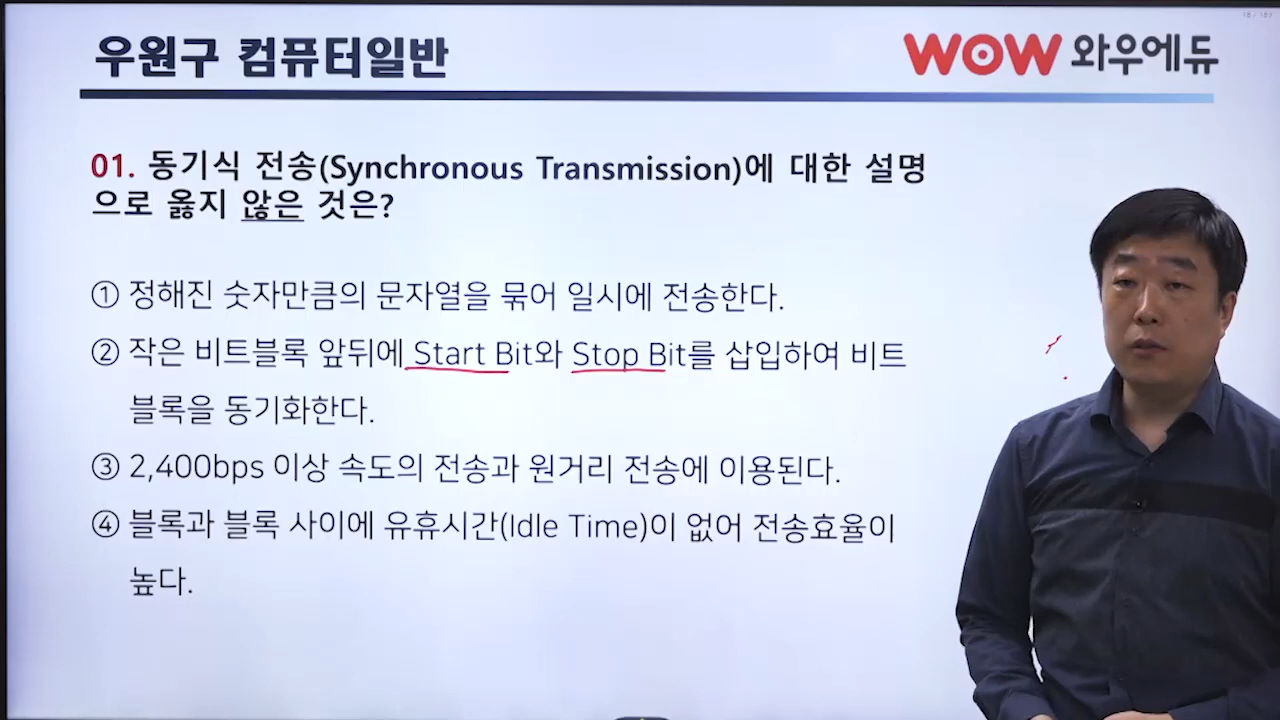 우원구 컴퓨터일반
WOW 와우에듀
01. 동기식 전송(Synchronous Transmission)에 대한 설명
으로 옳지 않은 것은?
① 정해진 숫자만큼의 문자열을 묶어 일시에 전송한다.
② 작은 비트블록 앞뒤에 Start Bit와 Stop Bit를 삽입하여 비트
블록을 동기화한다.
③ 2,400bps 이상 속도의 전송과 원거리 전송에 이용된다.
④ 블록과 블록 사이에 유휴시간(Idle Time)이 없어 전송효율이
높다.